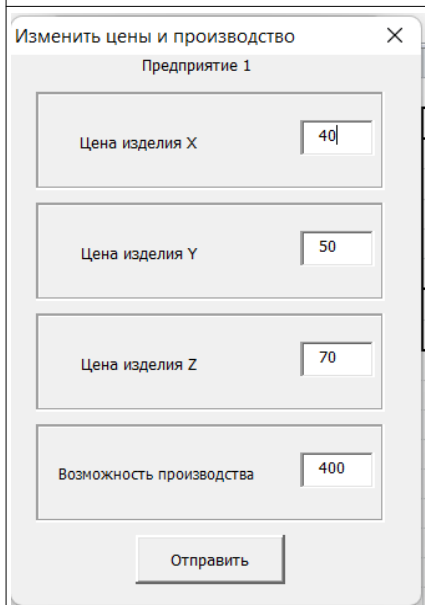 Изменить цены и производство
Предприятие 1
Цена изделия X 40
Цена изделия Y 50
Цена изделия Z 70
Возможность производства 400
Отправить